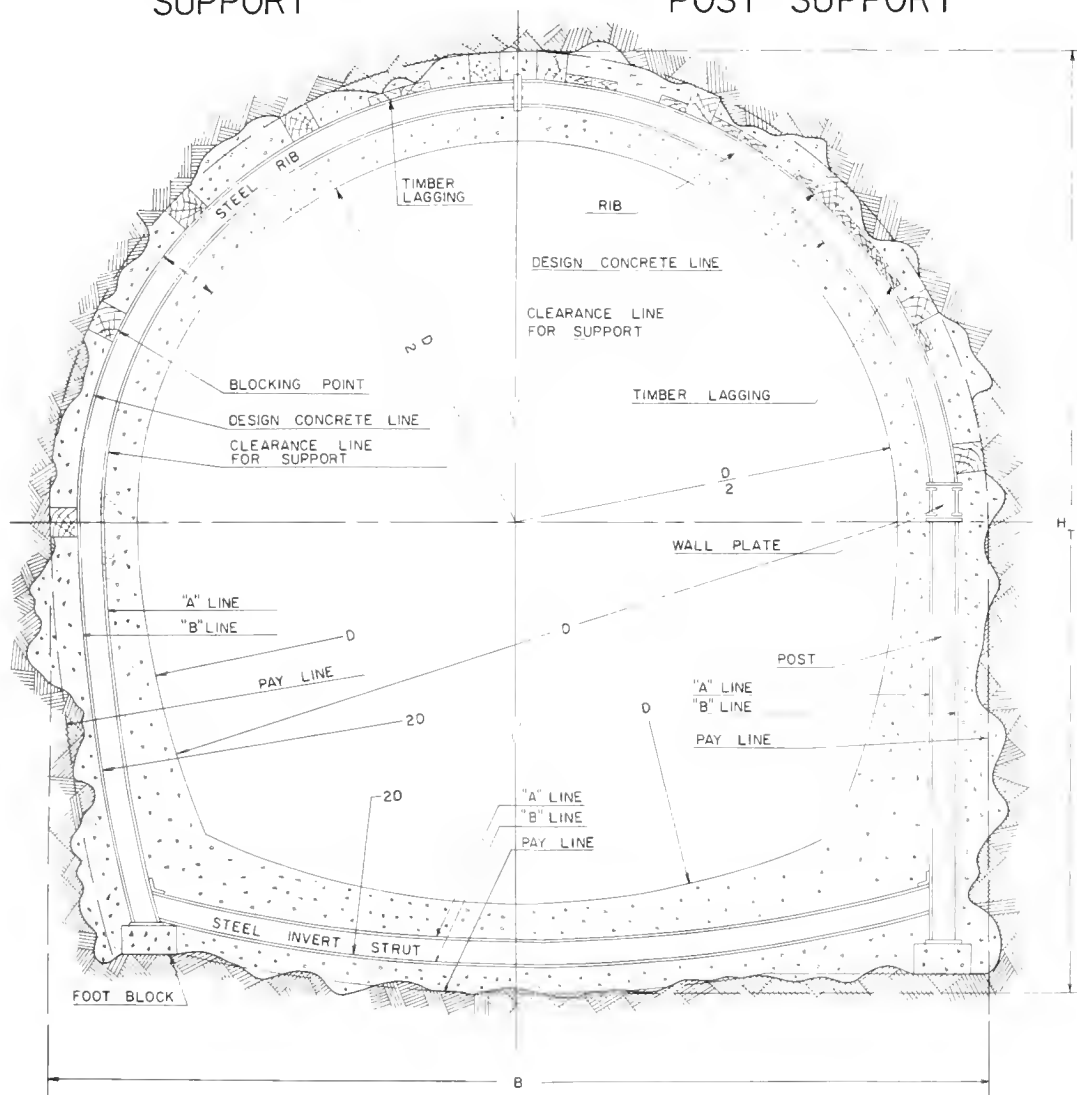 SUPPORT
POST SUPPORT
STEEL RIB
TIMBER
LAGGING
RIB
DESIGN CONCRETE LINE
CLEARANCE LINE
FOR SUPPORT
D
2
BLOCKING POINT
TIMBER LAGGING
DESIGN CONCRETE LINE
CLEARANCE LINE
FOR SUPPORT
D
2
H T
WALL PLATE
"A" LINE
"B" LINE
D
D
POST
PAY LINE
"A" LINE
"B" LINE
D
2D
PAY LINE
2D
"A" LINE
"B" LINE
PAY LINE
STEEL INVERT STRUT
FOOT BLOCK
B